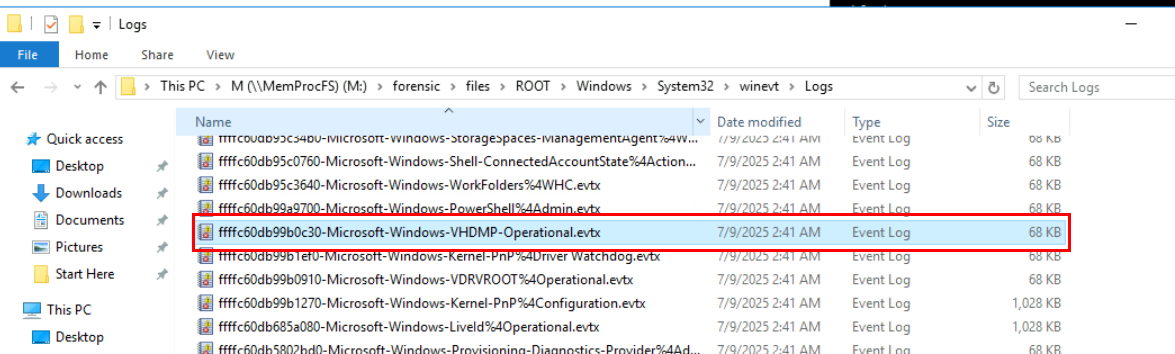 Logs
File Home Share View
This PC > M (\\MemProcFS) (M:) > forensic > files > ROOT > Windows > System32 > winevt > Logs
Search Logs
Name Date modified Type Size
Quick access
Desktop
Downloads
Documents
Pictures
Start Here
This PC
Desktop
ffffc60db95c34b0-Microsoft-Windows-StorageSpaces-ManagementAgent%4W... 7/9/2025 2:41 AM Event Log 68 KB
ffffc60db95c0760-Microsoft-Windows-Shell-ConnectedAccountState%4Action... 7/9/2025 2:41 AM Event Log 68 KB
ffffc60db95c3640-Microsoft-Windows-WorkFolders%4WHC.evtx 7/9/2025 2:41 AM Event Log 68 KB
ffffc60db99a9700-Microsoft-Windows-PowerShell%4Admin.evtx 7/9/2025 2:41 AM Event Log 68 KB
ffffc60db99b0c30-Microsoft-Windows-VHDMP-Operational.evtx 7/9/2025 2:41 AM Event Log 68 KB
ffffc60db99b1ef0-Microsoft-Windows-Kernel-PnP%4Driver Watchdog.evtx 7/9/2025 2:41 AM Event Log 68 KB
ffffc60db99b0910-Microsoft-Windows-VDRVROOT%4Operational.evtx 7/9/2025 2:41 AM Event Log 68 KB
ffffc60db99b1270-Microsoft-Windows-Kernel-PnP%4Configuration.evtx 7/9/2025 2:41 AM Event Log 1,028 KB
ffffc60db685a080-Microsoft-Windows-LiveId%4Operational.evtx 7/9/2025 2:41 AM Event Log 1,028 KB
ffffc60db5802bd0-Microsoft-Windows-Provisioning-Diagnostics-Provider%4Ad... 7/9/2025 2:41 AM Event Log 68 KB